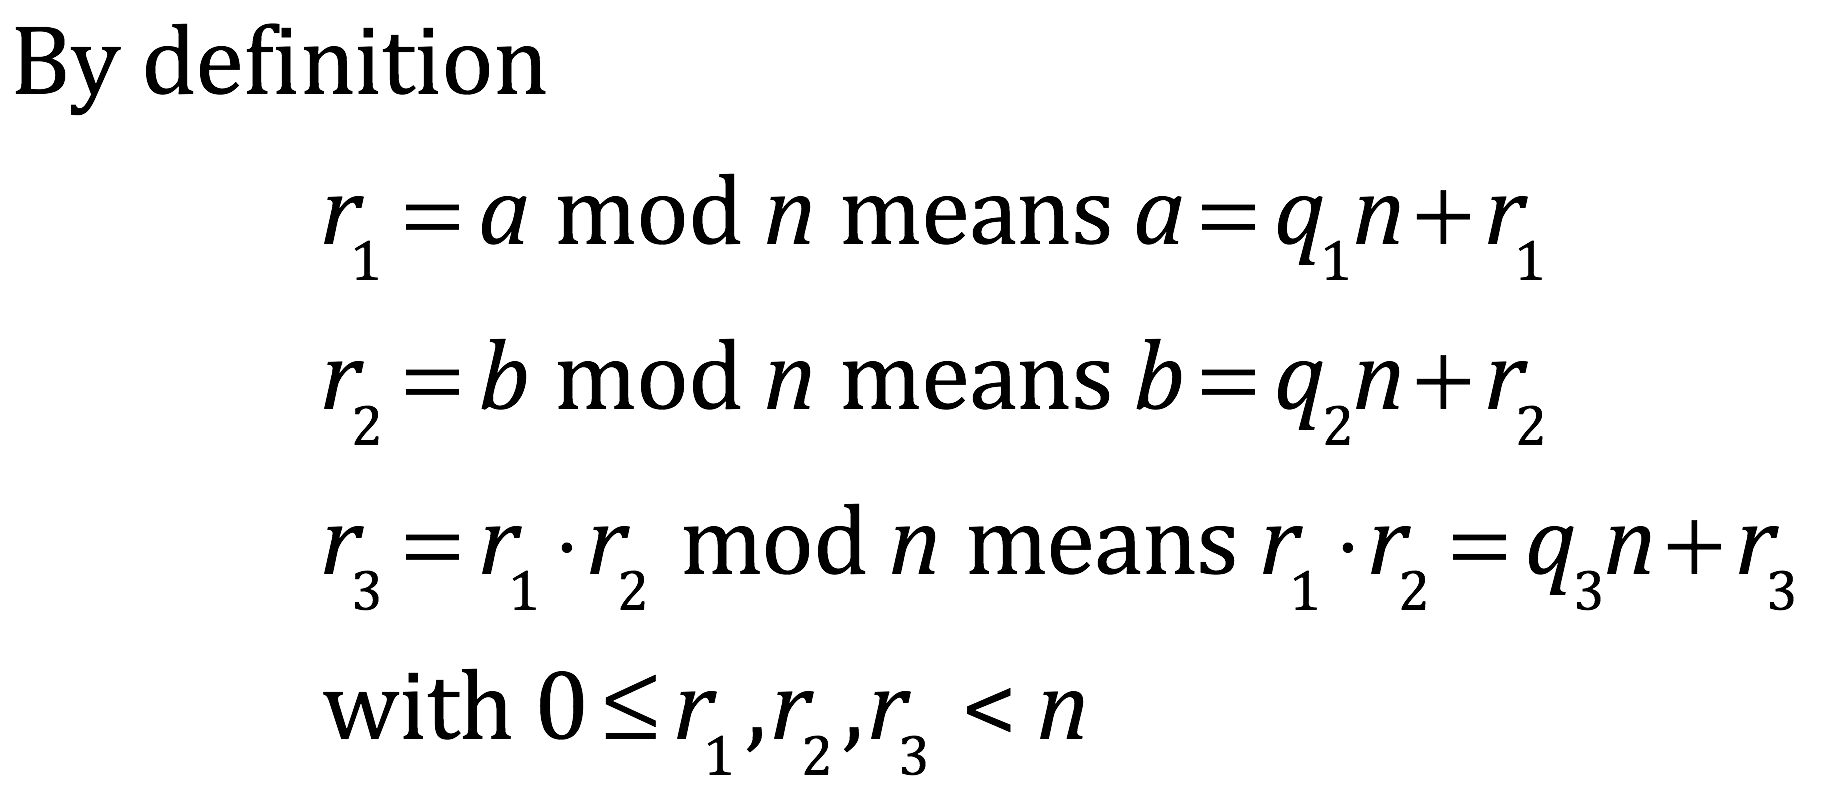 By definition
r₁ = a mod n means a = q₁n + r₁
r₂ = b mod n means b = q₂n + r₂
r₃ = r₁ · r₂ mod n means r₁ · r₂ = q₃n + r₃
with 0 ≤ r₁,r₂,r₃ < n